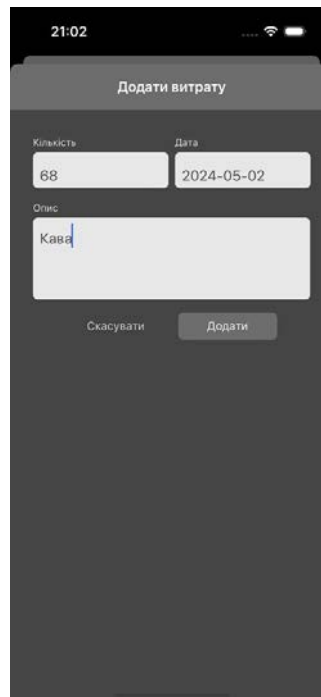 21:02
Додати витрату
Кількість Дата
68 2024-05-02
Опис
Кава
Скасувати Додати